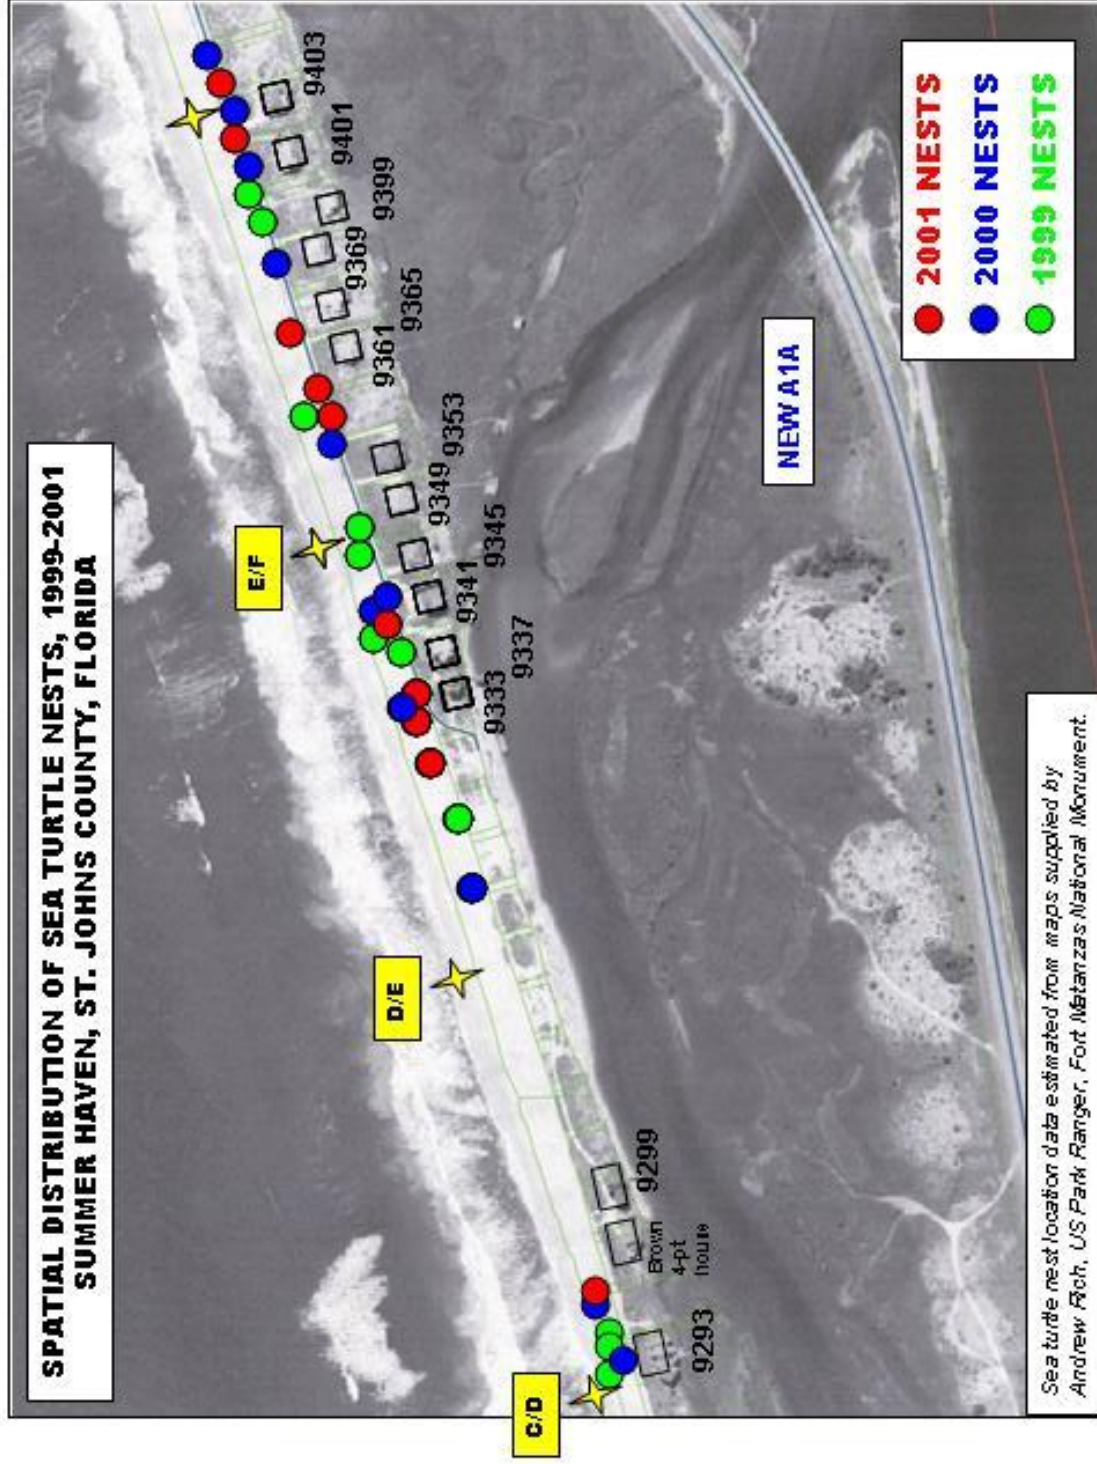 SPATIAL DISTRIBUTION OF SEA TURTLE NESTS, 1999-2001
SUMMER HAVEN, ST. JOHNS COUNTY, FLORIDA
C/D
D/E
E/F
9293
Brown
4-pt
house
9299
9333
9337
9341
9345
9349
9353
9361
9365
9369
9399
9401
9403
NEW A1A
2001 NESTS
2000 NESTS
1999 NESTS
Sea turtle nest location data estimated from maps supplied by
Andrew Rich, US Park Ranger, Fort Matanzas National Monument.